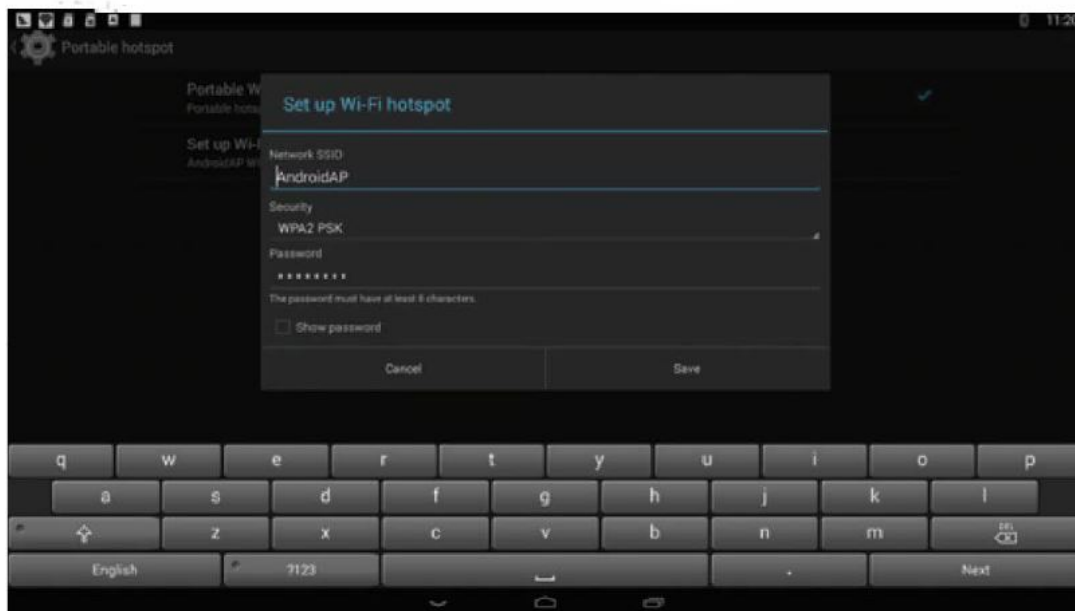 11:20
Portable hotspot
Portable W
Portable hots
Set up Wi-F
AndroidAP W
Set up Wi-Fi hotspot
Network SSID
AndroidAP
Security
WPA2 PSK
Password
The password must have at least 8 characters.
Show password
Cancel Save
q w e r t y u i o p
a s d f g h j k l
z x c v b n m DEL
English ?123 . Next